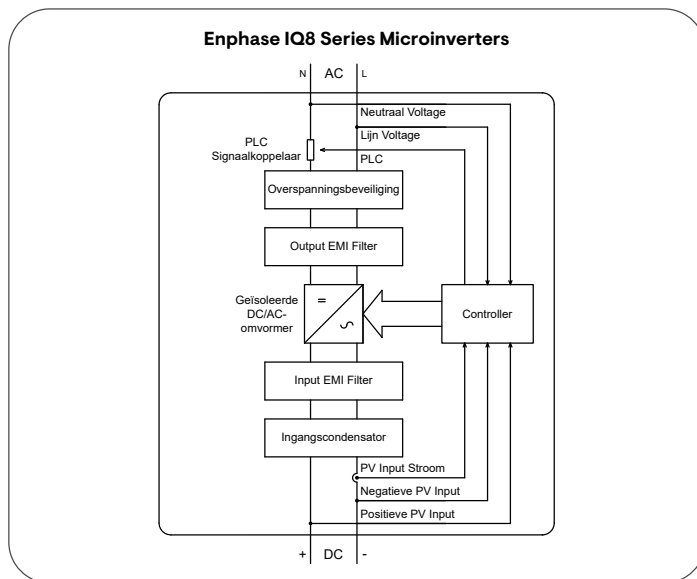 Enphase IQ8 Series Microinverters
N AC L
Neutraal Voltage
Lijn Voltage
PLC
Signaalkoppelaar
PLC
Overspanningsbeveiliging
Output EMI Filter
Geïsoleerde
DC/AC-
omvormer
=
Controller
Input EMI Filter
Ingangscondensator
PV Input Stroom
Negatieve PV Input
Positieve PV Input
+ DC -